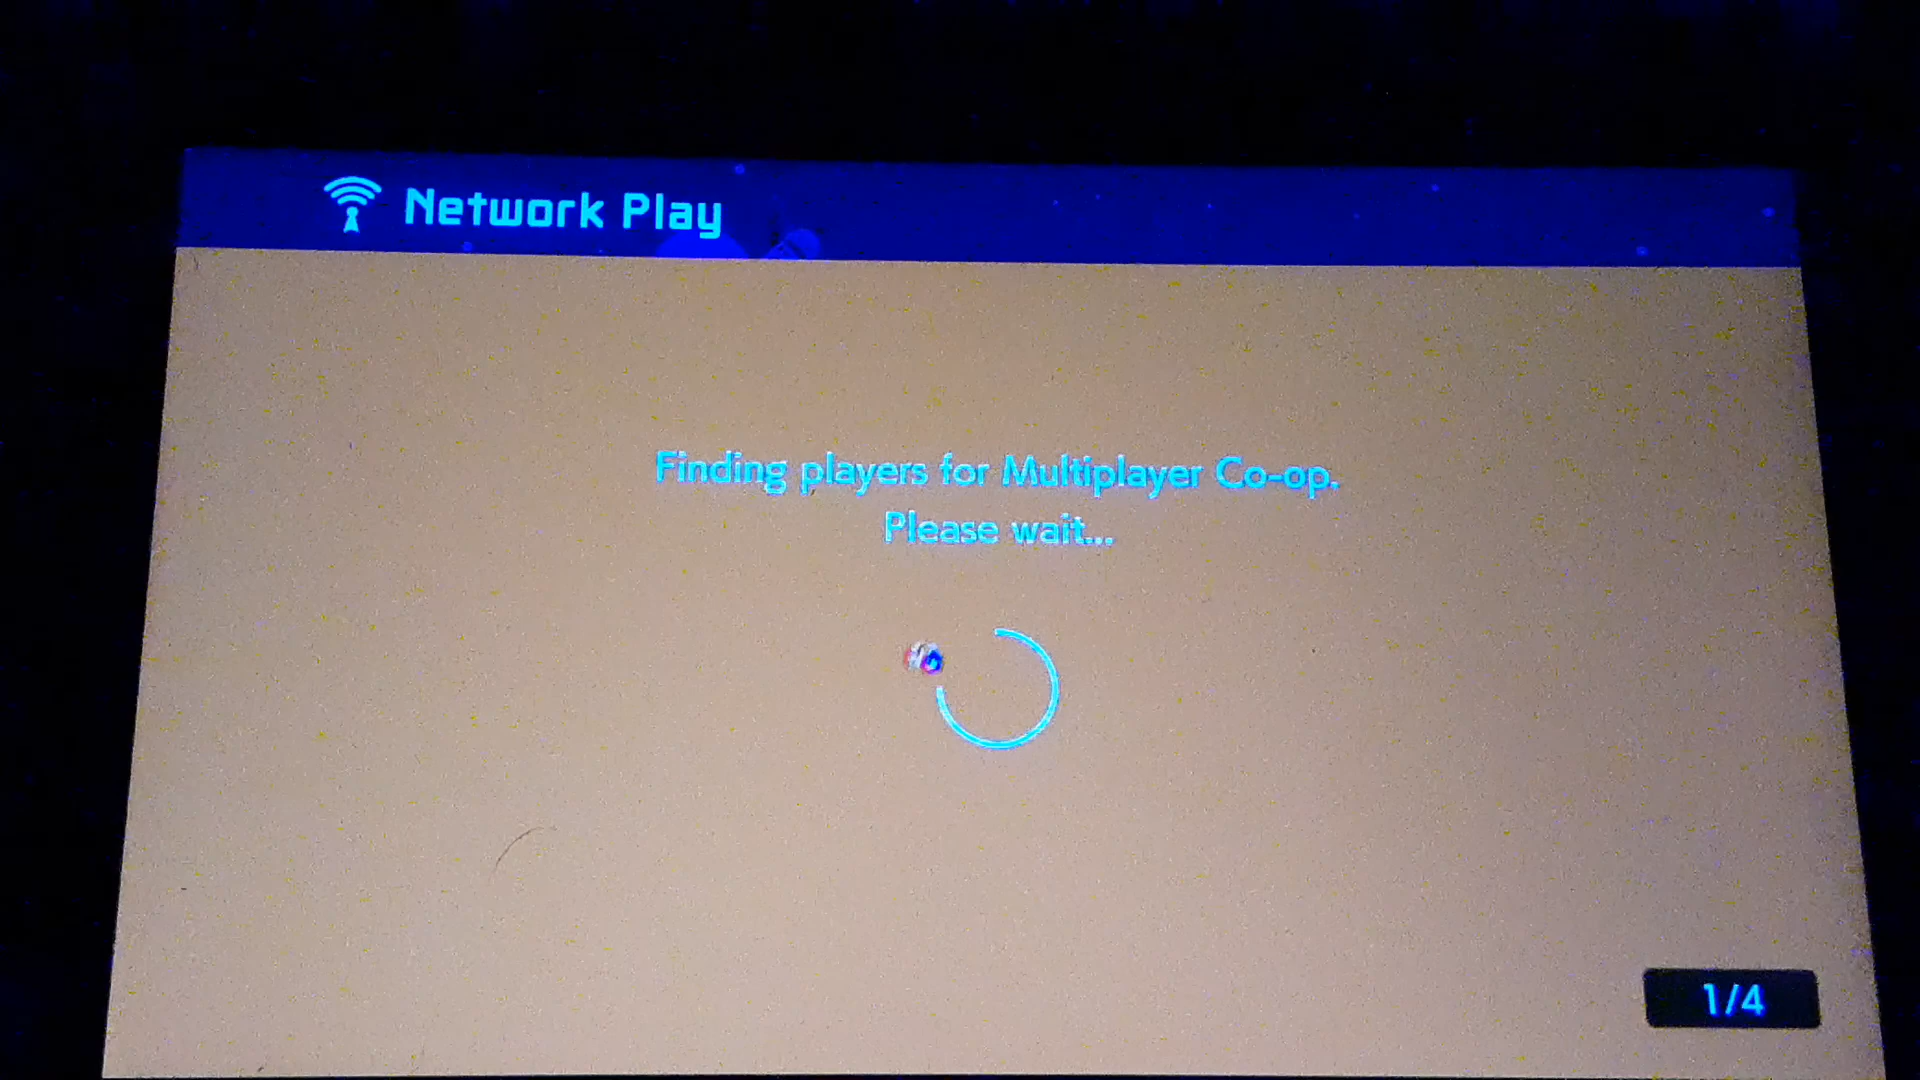 Network Play
Finding players for Multiplayer Co-op.
Please wait...
1/4